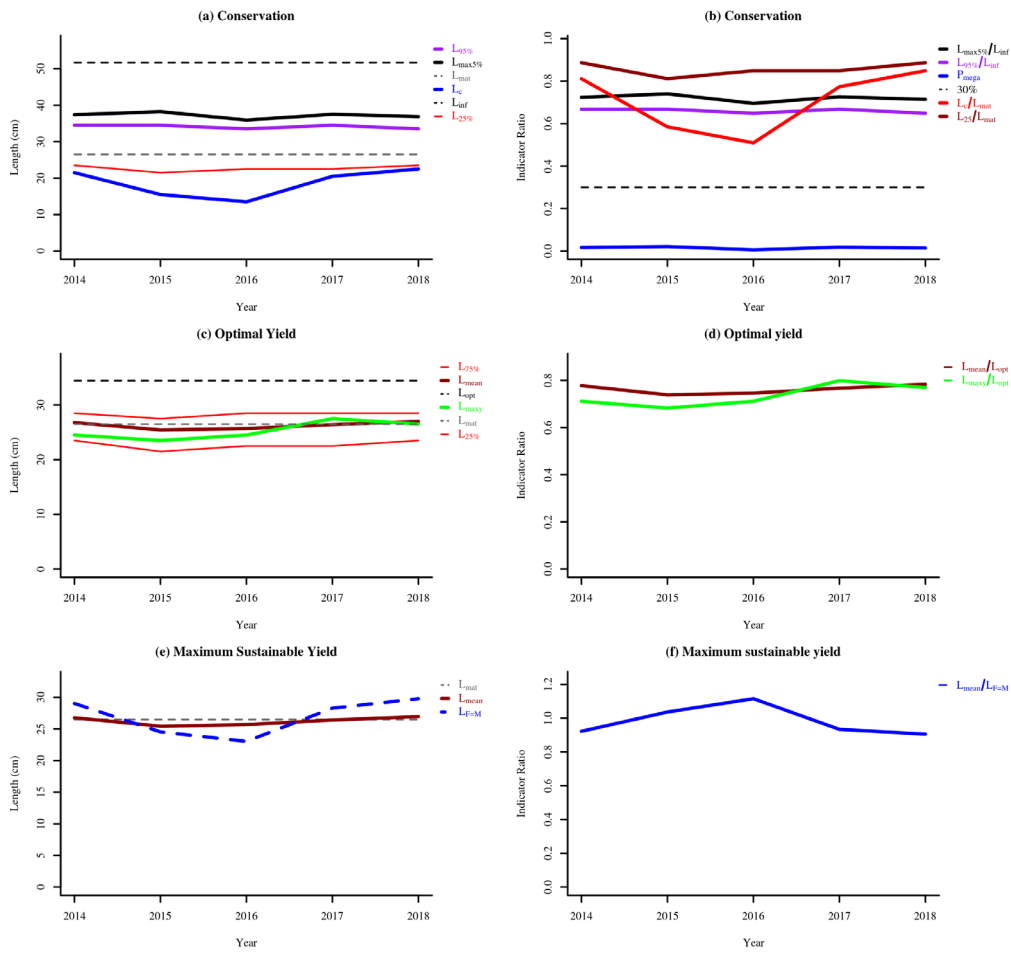 (a) Conservation
Length (cm)
50
40
30
20
10
0
2014 2015 2016 2017 2018
Year
L95%
Lmax5%
Lmat
Lc
Linf
L25%
(b) Conservation
Indicator Ratio
1.0
0.8
0.6
0.4
0.2
0.0
2014 2015 2016 2017 2018
Year
Lmax5%/Linf
L95%/Linf
Pmega
30%
Lc/Lmat
L25/Lmat
(c) Optimal Yield
Length (cm)
30
20
10
0
2014 2015 2016 2017 2018
Year
L75%
Lmean
Lopt
Lmaxy
Lmat
L25%
(d) Optimal yield
Indicator Ratio
0.8
0.6
0.4
0.2
0.0
2014 2015 2016 2017 2018
Year
Lmean/Lopt
Lmaxy/Lopt
(e) Maximum Sustainable Yield
Length (cm)
30
25
20
15
10
5
0
2014 2015 2016 2017 2018
Year
Lmat
Lmean
LF=M
(f) Maximum sustainable yield
Indicator Ratio
1.2
1.0
0.8
0.6
0.4
0.2
0.0
2014 2015 2016 2017 2018
Year
Lmean/LF=M